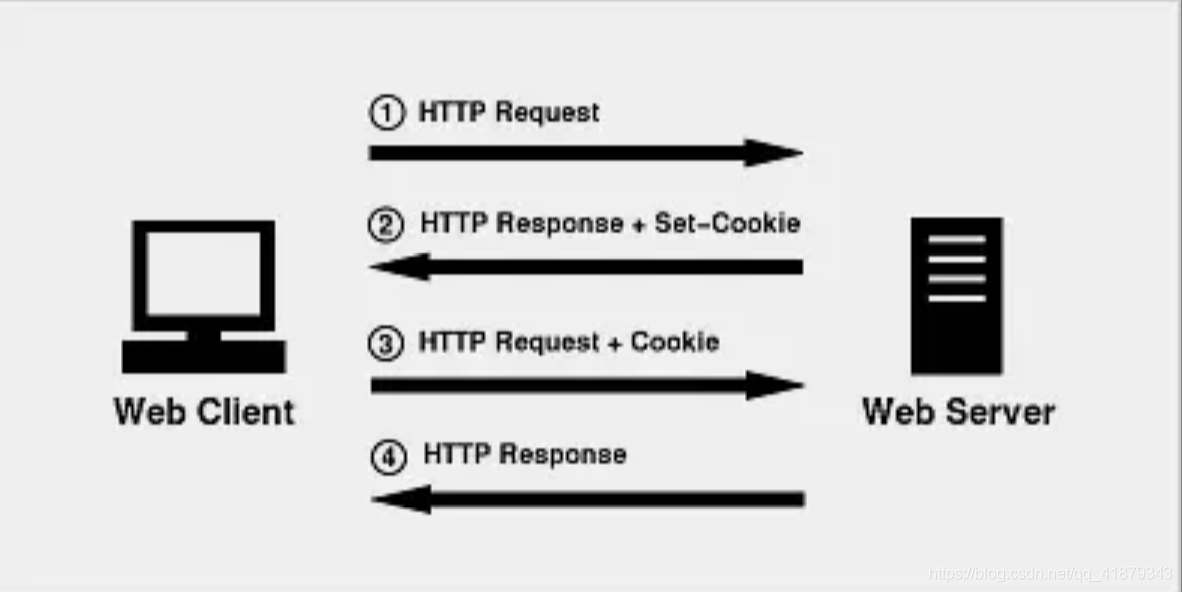 ① HTTP Request
② HTTP Response + Set-Cookie
③ HTTP Request + Cookie
Web Client
Web Server
④ HTTP Response
https://blog.csdn.net/qq_41879343